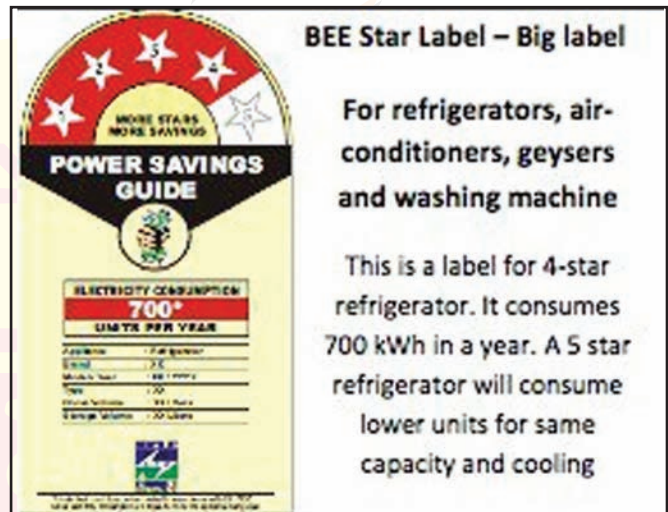 BEE Star Label – Big label
For refrigerators, air-
conditioners, geysers
and washing machine
This is a label for 4-star
refrigerator. It consumes
700 kWh in a year. A 5 star
refrigerator will consume
lower units for same
capacity and cooling
MORE STARS
MORE SAVINGS
POWER SAVINGS
GUIDE
ELECTRICITY CONSUMPTION
700*
UNITS PER YEAR
Appliance : Refrigerator